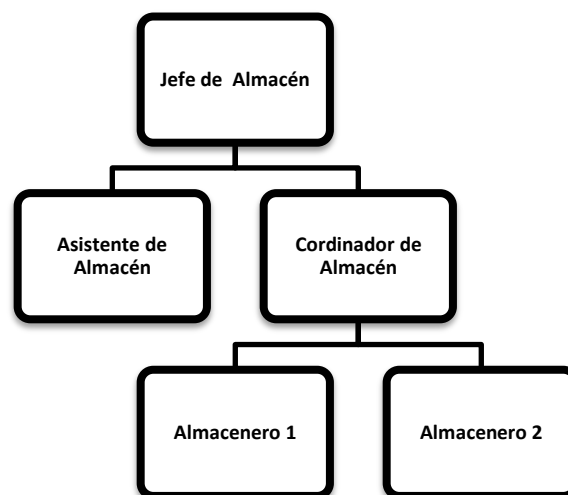 Jefe de Almacén
Asistente de
Almacén
Cordinador de
Almacén
Almacenero 1
Almacenero 2